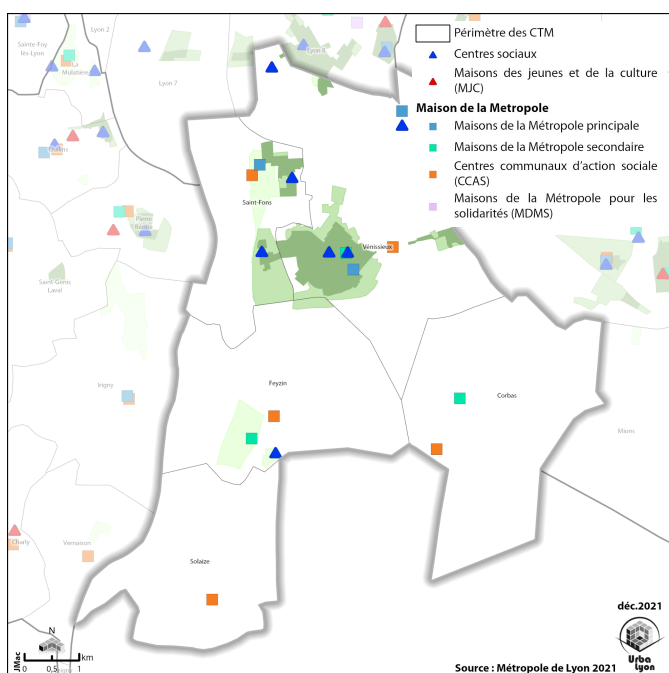 Périmètre des CTM
Centres sociaux
Maisons des jeunes et de la culture
(MJC)
Maison de la Metropole
Maisons de la Métropole principale
Maisons de la Métropole secondaire
Centres communaux d'action sociale
(CCAS)
Maisons de la Métropole pour les
solidarités (MDMS)
Lyon 2
Lyon 8
Sainte-Foy
lès-Lyon
La
Mulatière
Lyon 7
Oullins
Saint-Fons
Pierre
Bénite
Vénissieux
Saint-Genis
Laval
Irigny
Feyzin
Corbas
Mions
Charly
Vernaison
Solaize
N
JMac
0 0,5 1 km
déc.2021
Urba
Lyon
Source : Métropole de Lyon 2021